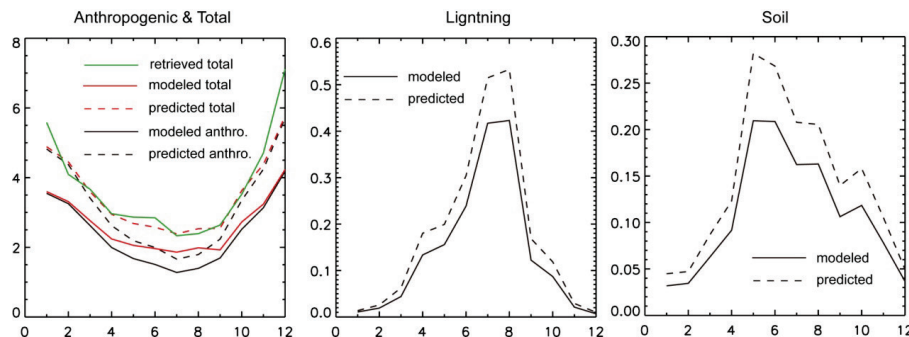 Anthropogenic & Total
8
6
4
2
0
0 2 4 6 8 10 12
retrieved total
modeled total
predicted total
modeled anthro.
predicted anthro.
Ligntning
0.6
0.5
0.4
0.3
0.2
0.1
0.0
0 2 4 6 8 10 12
modeled
predicted
Soil
0.30
0.25
0.20
0.15
0.10
0.05
0.00
0 2 4 6 8 10 12
modeled
predicted